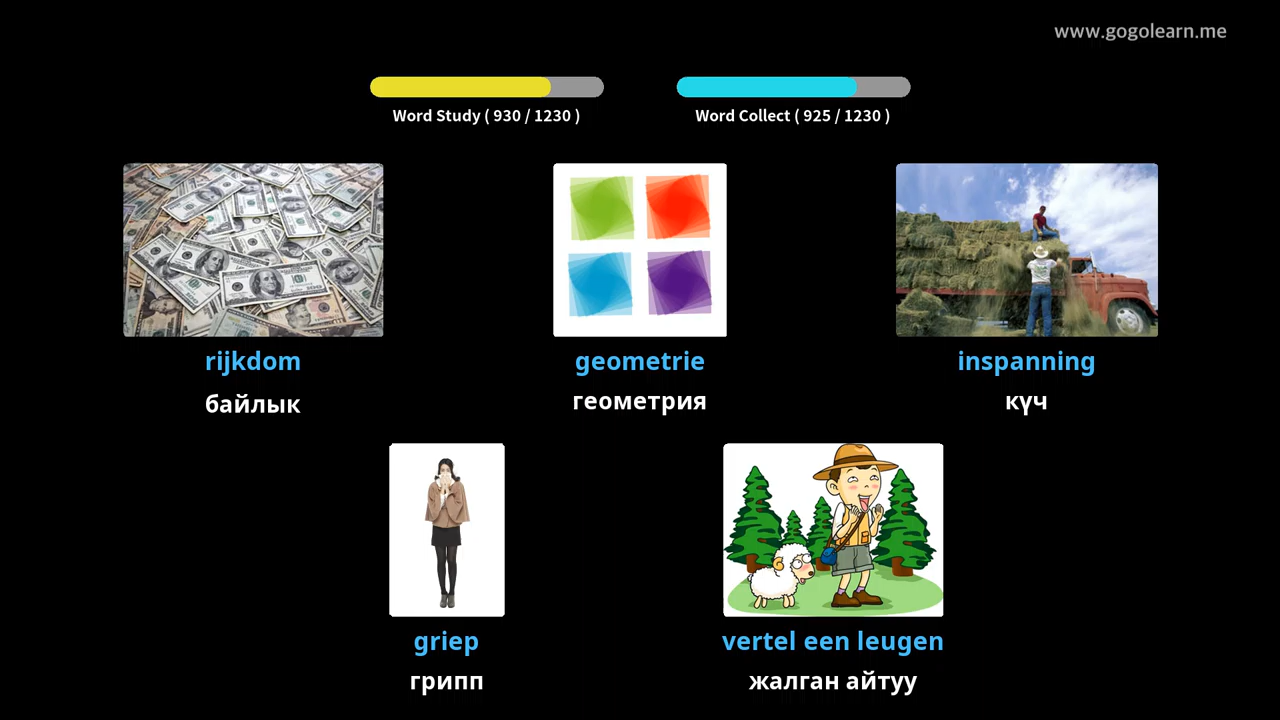 www.gogolearn.me
Word Study ( 930 / 1230 )
Word Collect ( 925 / 1230 )
rijkdom
байлык
geometrie
геометрия
inspanning
күч
griep
грипп
vertel een leugen
жалган айтуу